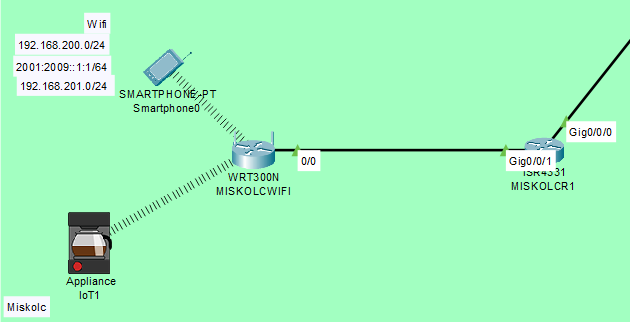 Wifi
192.168.200.0/24
2001:2009::1:1/64
192.168.201.0/24
SMARTPHONE-PT
Smartphone0
Gig0/0/0
0/0
Gig0/0/1
ISR4331
MISKOLCR1
WRT300N
MISKOLCWIFI
Appliance
IoT1
Miskolc